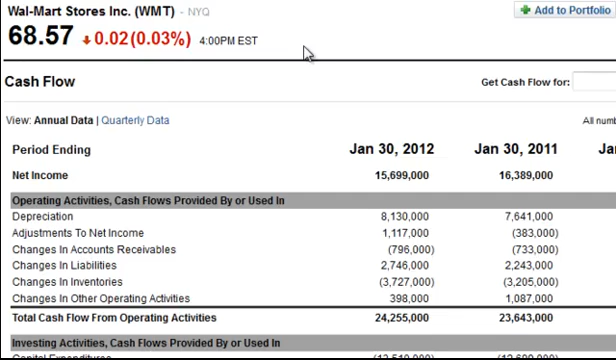 Wal-Mart Stores Inc. (WMT) - NYQ
Add to Portfolio
68.57 0.02(0.03%) 4:00PM EST
Cash Flow
Get Cash Flow for:
View: Annual Data | Quarterly Data
All numb
Period Ending Jan 30, 2012 Jan 30, 2011 Ja
Net Income 15,699,000 16,389,000
Operating Activities, Cash Flows Provided By or Used In
Depreciation 8,130,000 7,641,000
Adjustments To Net Income 1,117,000 (383,000)
Changes In Accounts Receivables (796,000) (733,000)
Changes In Liabilities 2,746,000 2,243,000
Changes In Inventories (3,727,000) (3,205,000)
Changes In Other Operating Activities 398,000 1,087,000
Total Cash Flow From Operating Activities 24,255,000 23,643,000
Investing Activities, Cash Flows Provided By or Used In
Capital Expenditures